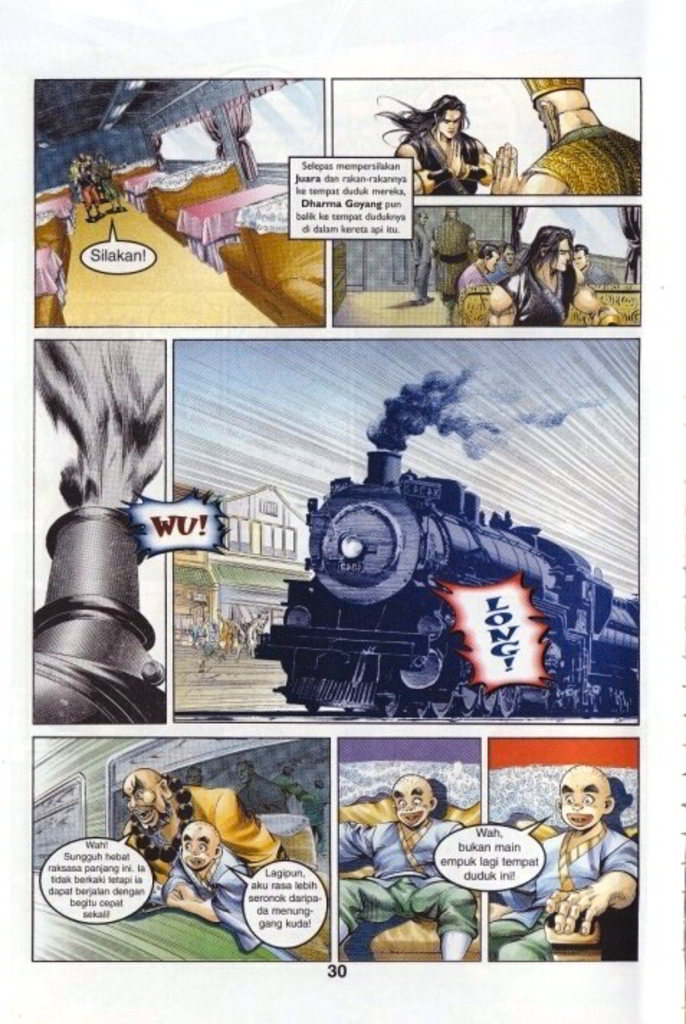 Selepas mempersilakan
Juara dan rakan-rakannya
ke tempat duduk mereka,
Dharma Goyang pun
balik ke tempat duduknya
di dalam kereta api itu.
Silakan!
WU!
LONG!
Wah!
Sungguh hebat
raksasa panjang ini. Ia
tidak berkaki tetapi ia
dapat berjalan dengan
begitu cepat
sekali!
Lagipun,
aku rasa lebih
seronok daripa-
da menung-
gang kuda!
Wah,
bukan main
empuk lagi tempat
duduk ini!
30